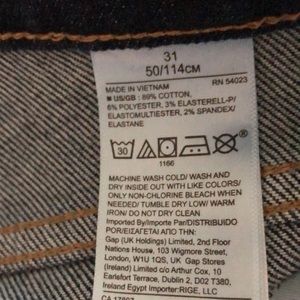 31
50/114CM
MADE IN VIETNAM RN 54023
■ US/GB: 89% COTTON,
6% POLYESTER, 3% ELASTERELL-P/
ELASTOMULTIESTER, 2% SPANDEX/
ELASTANE
30
1166
MACHINE WASH COLD/ WASH AND
DRY INSIDE OUT WITH LIKE COLORS/
ONLY NON-CHLORINE BLEACH WHEN
NEEDED/ TUMBLE DRY LOW/ WARM
IRON/ DO NOT DRY CLEAN
Imported By/Importe Par/DISTRIBUIDO
POR/ΕΙΣΑΓΕΤΑΙ ΑΠΟ ΤΗΝ:
Gap (UK Holdings) Limited, 2nd Floor
Nations House, 103 Wigmore Street,
London, W1U 1QS, UK Gap Stores
(Ireland) Limited c/o Arthur Cox, 10
Earlsfort Terrace, Dublin 2, D02 T380,
Ireland Egypt Importer:RIGE, LLC